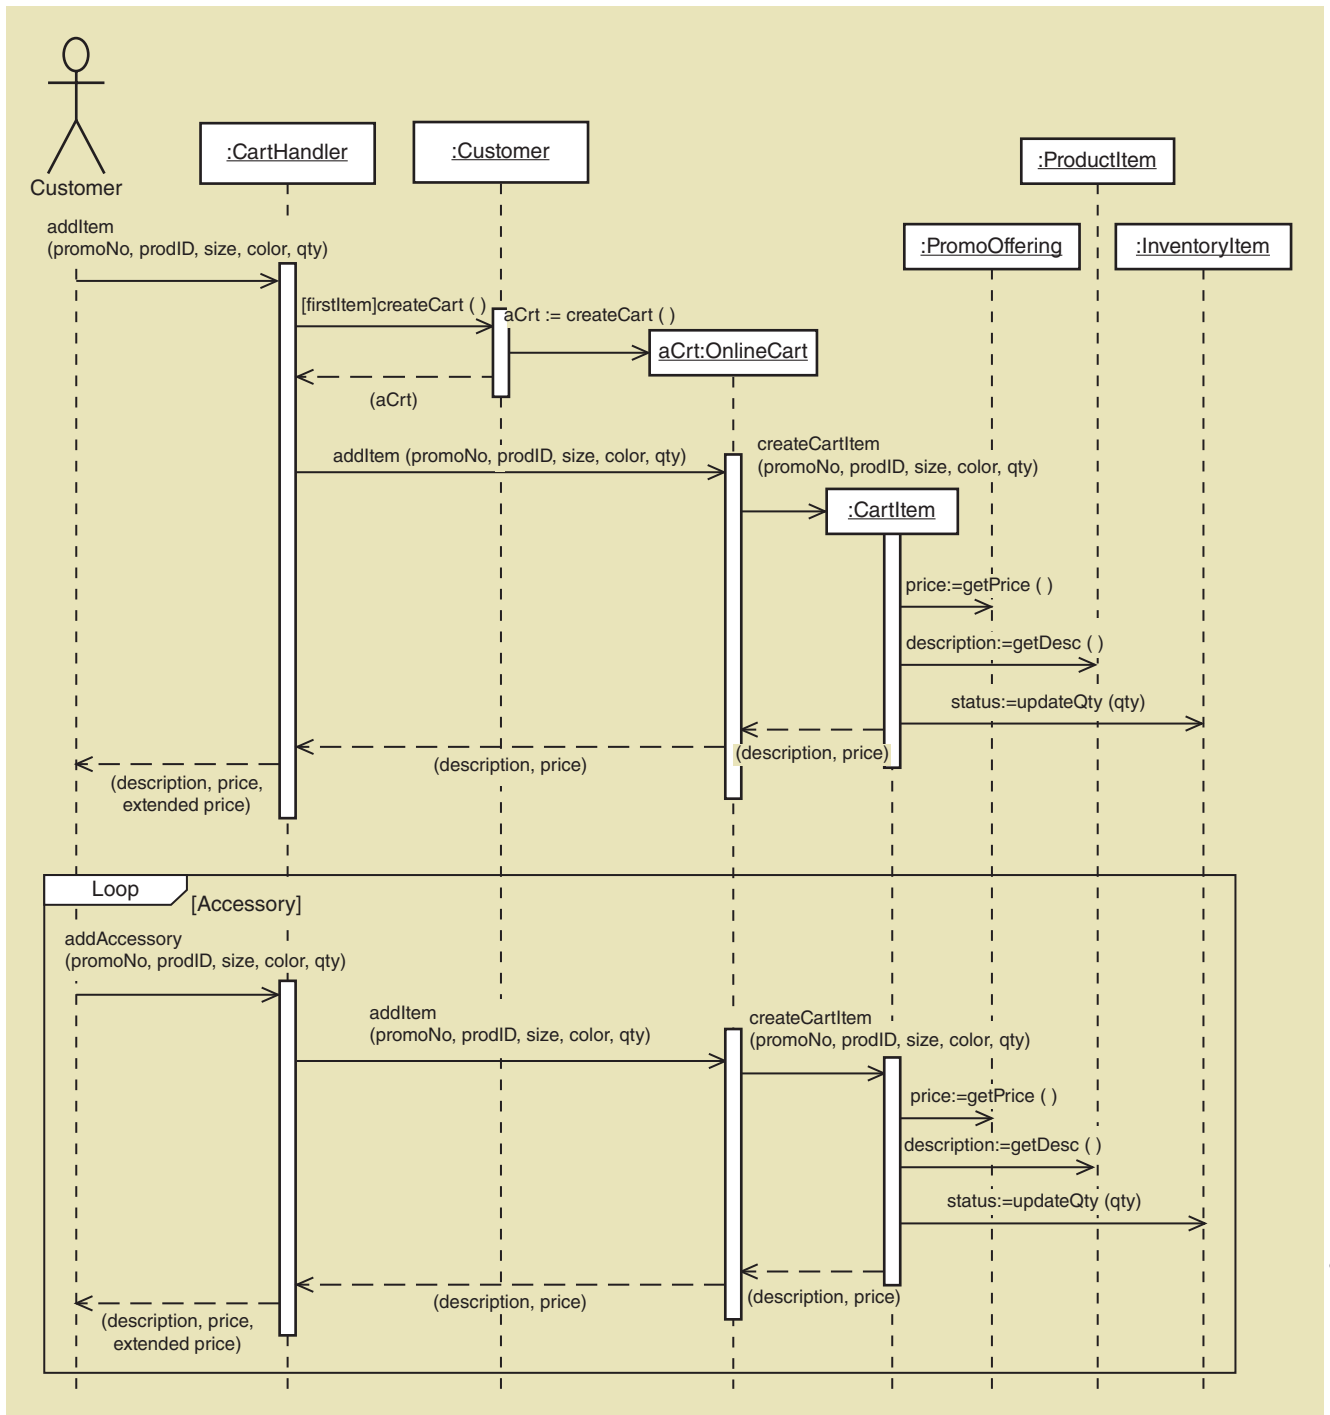 Customer
:CartHandler
:Customer
:ProductItem
:PromoOffering
:InventoryItem
addItem
(promoNo, prodID, size, color, qty)
[firstItem]createCart ( )
aCrt := createCart ( )
aCrt:OnlineCart
(aCrt)
addItem (promoNo, prodID, size, color, qty)
createCartItem
(promoNo, prodID, size, color, qty)
:CartItem
price:=getPrice ( )
description:=getDesc ( )
status:=updateQty (qty)
(description, price)
(description, price)
(description, price,
extended price)
Loop
[Accessory]
addAccessory
(promoNo, prodID, size, color, qty)
addItem
(promoNo, prodID, size, color, qty)
createCartItem
(promoNo, prodID, size, color, qty)
price:=getPrice ( )
description:=getDesc ( )
status:=updateQty (qty)
(description, price)
(description, price)
(description, price,
extended price)